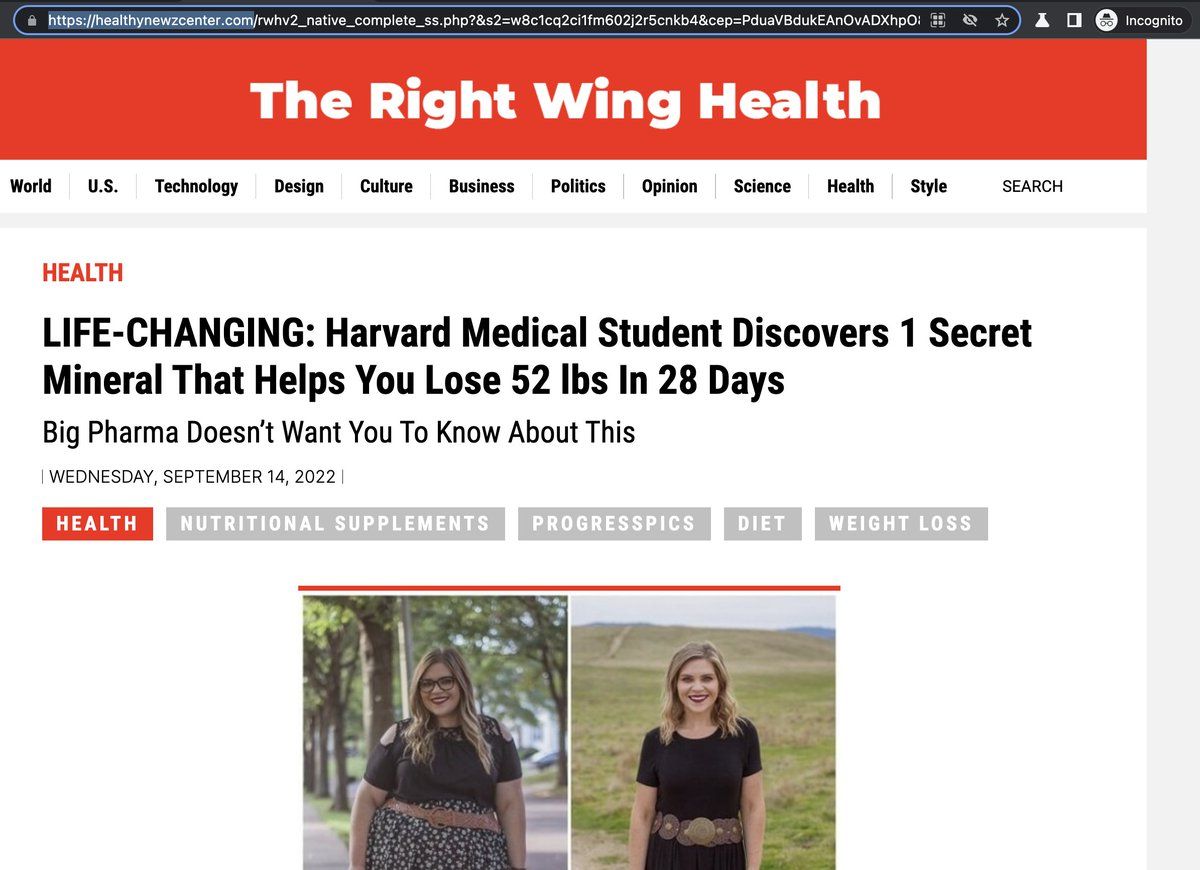 https://healthynewzcenter.com/rwhv2_native_complete_ss.php?&s2=w8c1cq2ci1fm602j2r5cnkb4&cep=PduaVBdukEAnOvADXhpO
Incognito
The Right Wing Health
World U.S. Technology Design Culture Business Politics Opinion Science Health Style SEARCH
HEALTH
LIFE-CHANGING: Harvard Medical Student Discovers 1 Secret
Mineral That Helps You Lose 52 lbs In 28 Days
Big Pharma Doesn’t Want You To Know About This
| WEDNESDAY, SEPTEMBER 14, 2022 |
HEALTH NUTRITIONAL SUPPLEMENTS PROGRESSPICS DIET WEIGHT LOSS